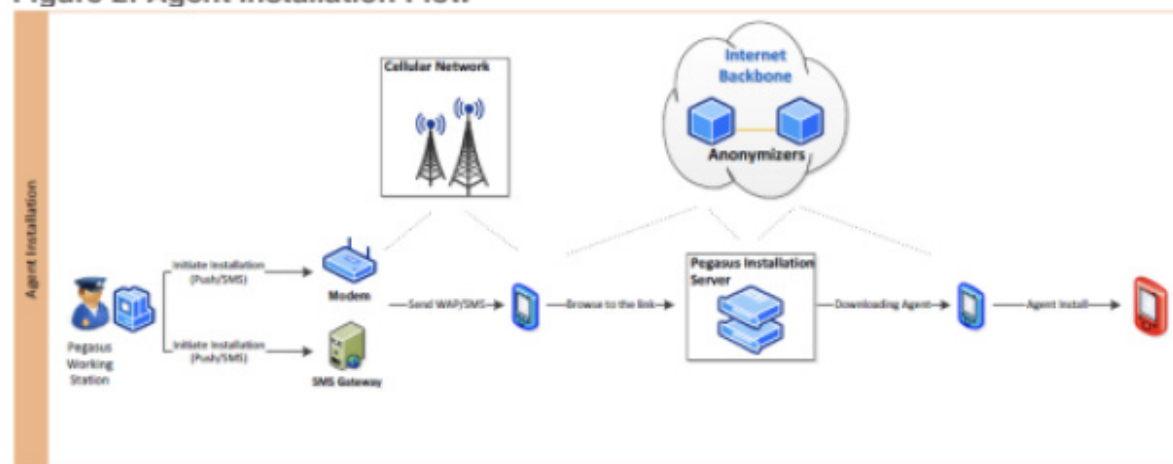 Figure 2: Agent Installation Flow
Agent Installation
Cellular Network
Internet
Backbone
Anonymizers
Initiate Installation
(Push/SMS)
Modem
Send WAP/SMS
Browse to the link
Pegasus Installation
Server
Downloading Agent
Agent Install
Pegasus
Working
Station
Initiate Installation
(Push/SMS)
SMS Gateway